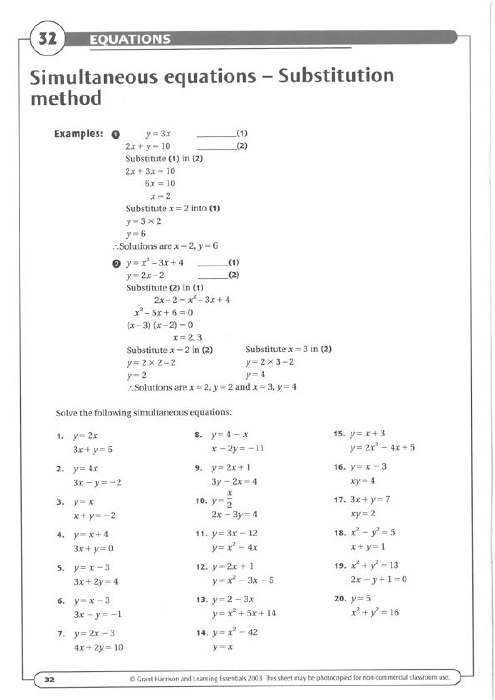 32 EQUATIONS
Simultaneous equations – Substitution
method
Examples: 1 y = 3x (1)
2x + y = 10 (2)
Substitute (1) in (2)
2x + 3x = 10
5x = 10
x = 2
Substitute x = 2 into (1)
y = 3 × 2
y = 6
∴Solutions are x = 2, y = 6
2 y = x² – 3x + 4 (1)
y = 2x – 2 (2)
Substitute (2) in (1)
2x – 2 = x² – 3x + 4
x² – 5x + 6 = 0
(x – 3) (x – 2) = 0
x = 2, 3
Substitute x = 2 in (2)
y = 2 × 2 – 2
y = 2
Substitute x = 3 in (2)
y = 2 × 3 – 2
y = 4
∴Solutions are x = 2, y = 2 and x = 3, y = 4
Solve the following simultaneous equations:
1. y = 2x
3x + y = 5
2. y = 4x
3x – y = –2
3. y = x
x + y = –2
4. y = x + 4
3x + y = 0
5. y = x – 3
3x + 2y = 4
6. y = x – 3
3x – y = –1
7. y = 2x – 3
4x + 2y = 10
8. y = 4 – x
x – 2y = –11
9. y = 2x + 1
3y – 2x = 4
10. y = x/2
2x – 3y = 4
11. y = 3x – 12
y = x² – 4x
12. y = 2x + 1
y = x² – 3x – 5
13. y = 2 – 3x
y = x² + 5x + 14
14. y = x² – 42
y = x
15. y = x + 3
y = 2x² – 4x + 5
16. y = x – 3
xy = 4
17. 3x + y = 7
xy = 2
18. x² – y² = 5
x + y = 1
19. x² + y² = 13
2x – y + 1 = 0
20. y = 5
x² + y² = 16
32 © Grant Harrison and Learning Essentials 2003. This sheet may be photocopied for non-commercial classroom use.